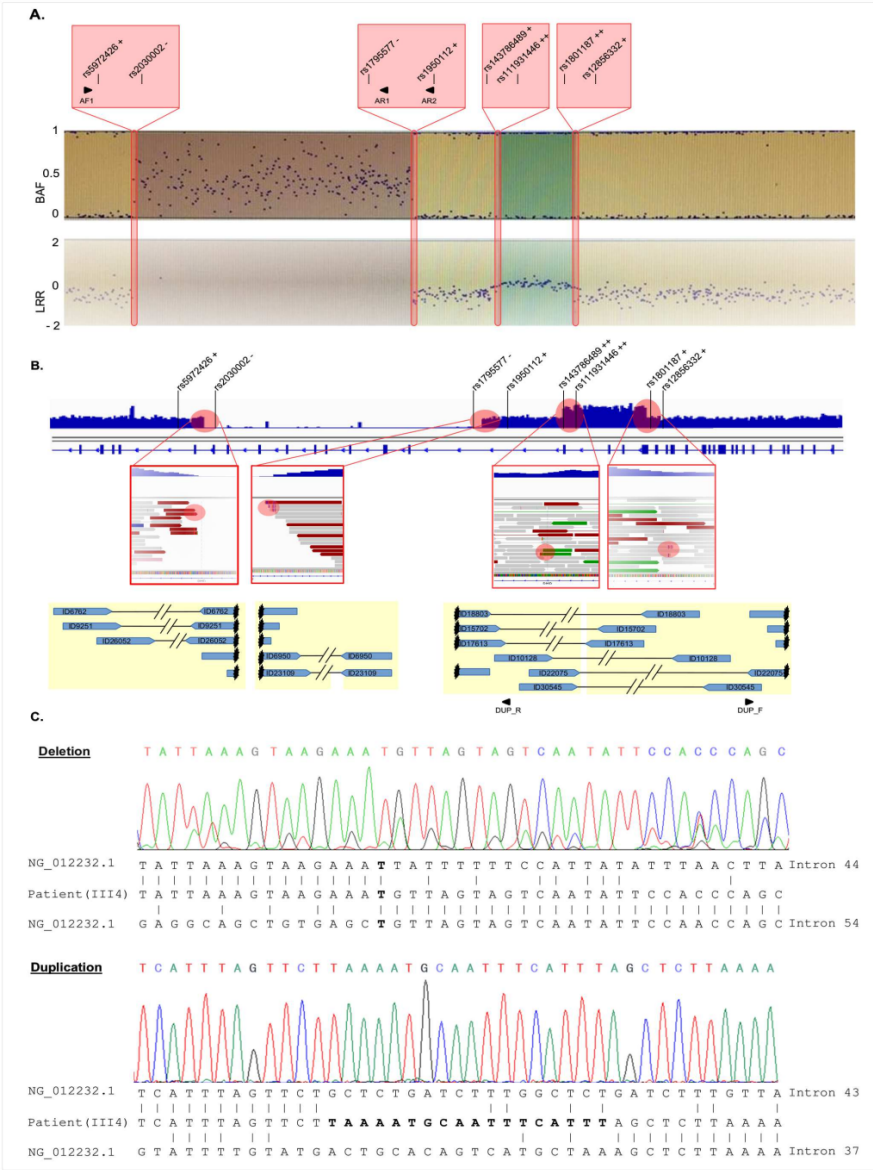 A.
rs5972426 +
rs2030002 -
AF1
rs1795577 -
rs1950112 +
AR1
AR2
rs143786489 ++
rs111931446 ++
rs1801187 +
rs12856332 +
1
0.5
0
BAF
2
0
- 2
LRR
B.
rs5972426 +
rs2030002 -
rs1795577 -
rs1950112 +
rs143786489 ++
rs111931446 ++
rs1801187 +
rs12856332 +
ID6762 ID6762
ID9251 ID9251
ID26052 ID26052
ID6950 ID6950
ID23109 ID23109
ID18803 ID18803
ID15702 ID15702
ID17613 ID17613
ID10128 ID10128
ID22075 ID22075
ID30545 ID30545
DUP_R DUP_F
C.
Deletion
T A T T A A A G T A A G A A A T G T T A G T A G T C A A T A T T C C A C C C A G C
NG_012232.1 T A T T A A A G T A A G A A A T T A T T T T T T C C A T T A T A T T T A A C T T A Intron 44
Patient(III4) T A T T A A A G T A A G A A A T G T T A G T A G T C A A T A T T C C A C C C A G C
NG_012232.1 G A G G C A G C T G T G A G C T G T T A G T A G T C A A T A T T C C A A C C A G C Intron 54
Duplication
T C A T T T A G T T C T T A A A A T G C A A T T T C A T T T A G C T C T T A A A A
NG_012232.1 T C A T T T A G T T C T G C T C T G A T C T T T G G C T C T G A T C T T T G T T A Intron 43
Patient(III4) T C A T T T A G T T C T T A A A A T G C A A T T T C A T T T A G C T C T T A A A A
NG_012232.1 G T A T T T T G T A T G A C T G C A C A G T C A T G C T A A A G C T C T T A A A A Intron 37